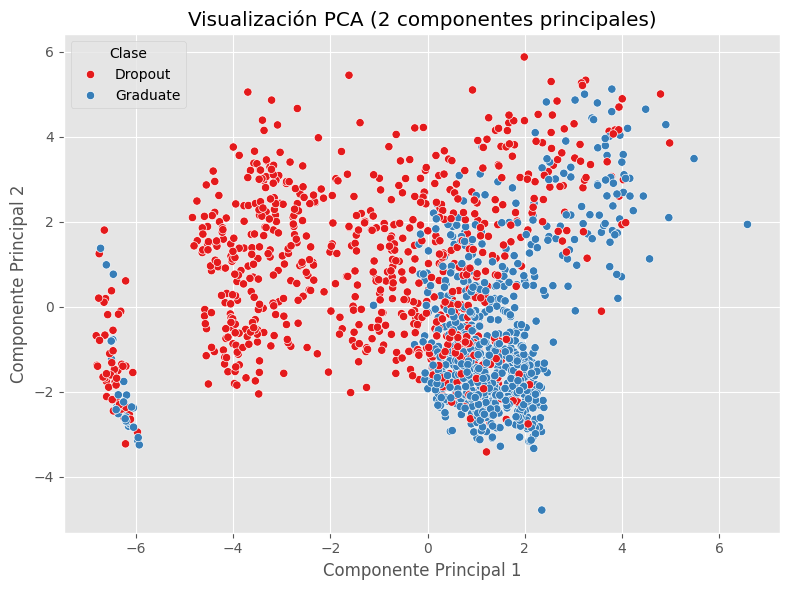 Visualización PCA (2 componentes principales)
Clase
Dropout
Graduate
Componente Principal 2
6
4
2
0
−2
−4
−6
−4
−2
0
2
4
6
Componente Principal 1